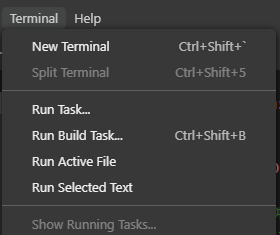 Terminal Help
New Terminal Ctrl+Shift+`
Split Terminal Ctrl+Shift+5
Run Task...
Run Build Task... Ctrl+Shift+B
Run Active File
Run Selected Text
Show Running Tasks...